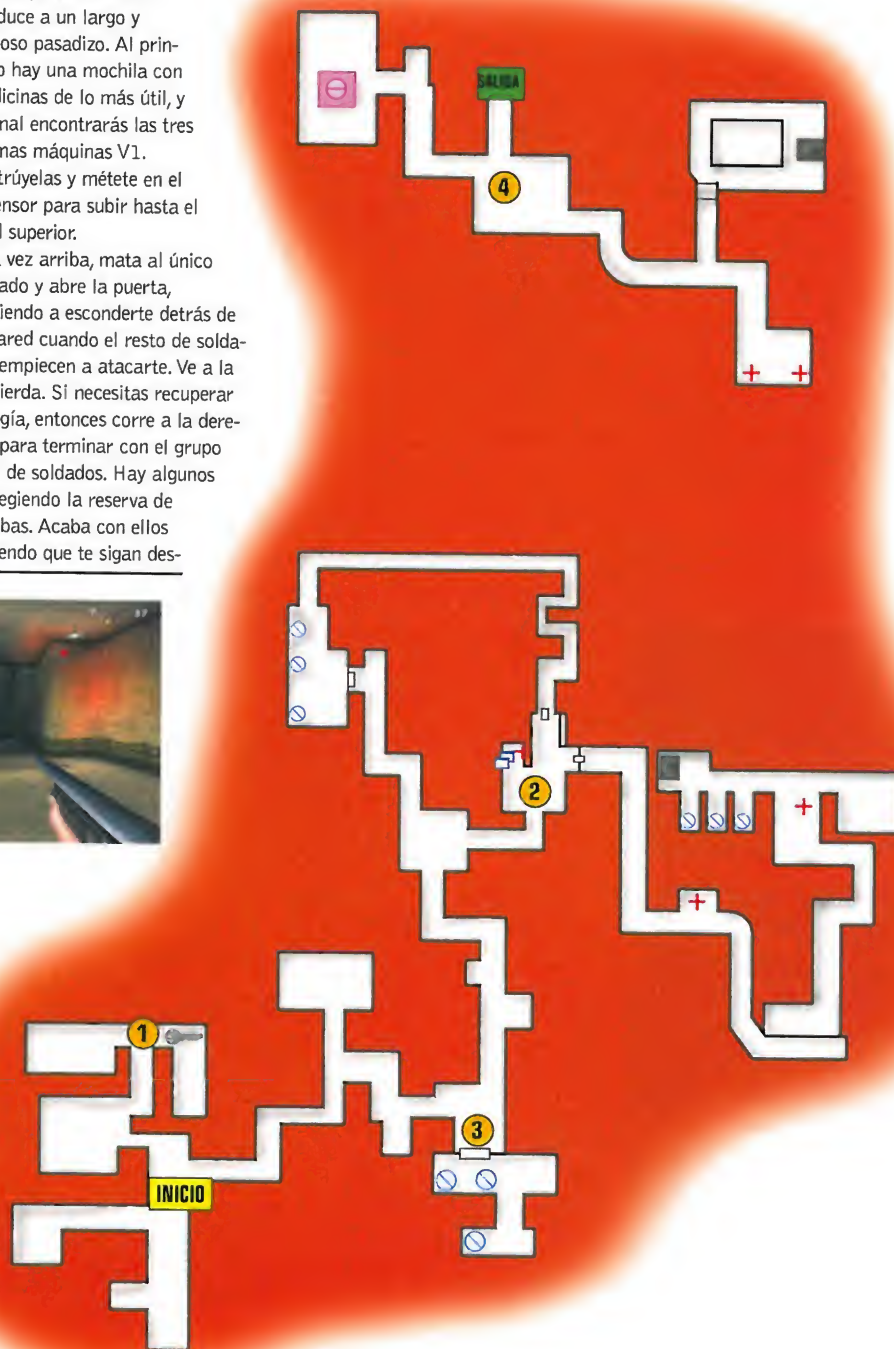 duce a un largo y
oso pasadizo. Al prin-
o hay una mochila con
licinas de lo más útil, y
nal encontrarás las tres
mas máquinas V1.
trúyelas y métete en el
ensor para subir hasta el
l superior.
vez arriba, mata al único
ado y abre la puerta,
iendo a esconderte detrás de
ared cuando el resto de solda-
empiecen a atacarte. Ve a la
ierda. Si necesitas recuperar
gía, entonces corre a la dere-
para terminar con el grupo
de soldados. Hay algunos
egiendo la reserva de
bas. Acaba con ellos
endo que te sigan des-
SALIDA
4
2
1
3
INICIO